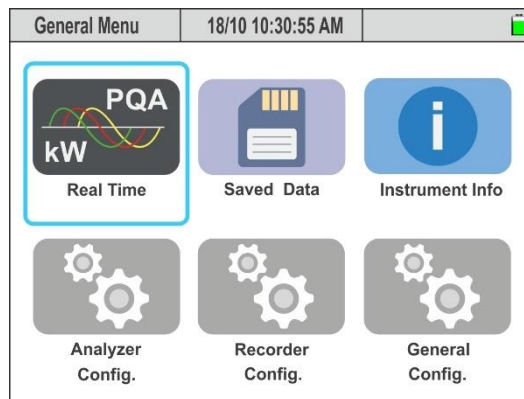 General Menu 18/10 10:30:55 AM
PQA
kW
Real Time Saved Data Instrument Info
Analyzer Recorder General
Config. Config. Config.